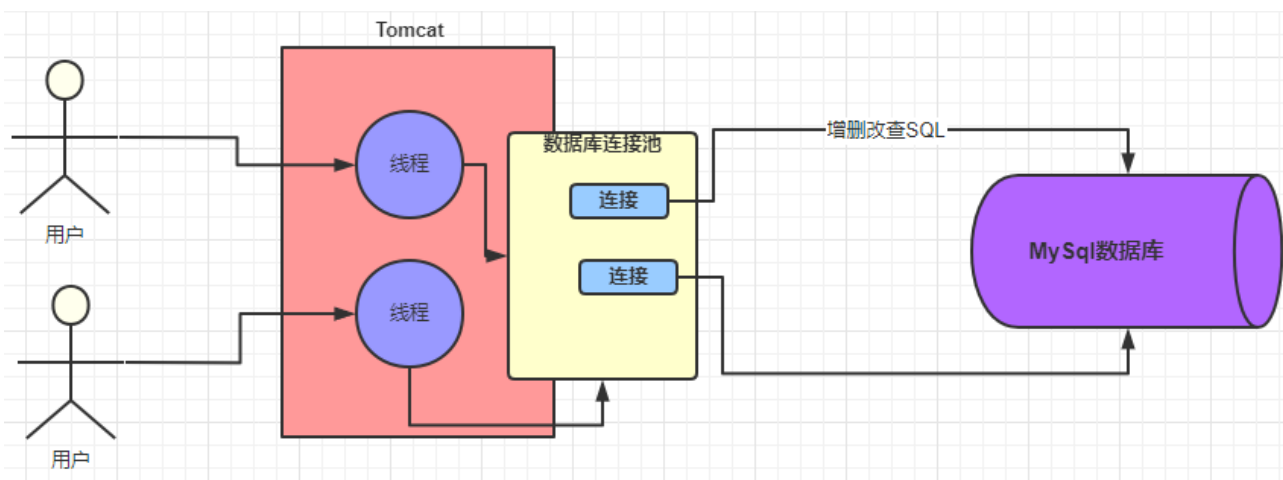 Tomcat
用户
线程
数据库连接池
连接
增删改查SQL
连接
MySql数据库
线程
用户